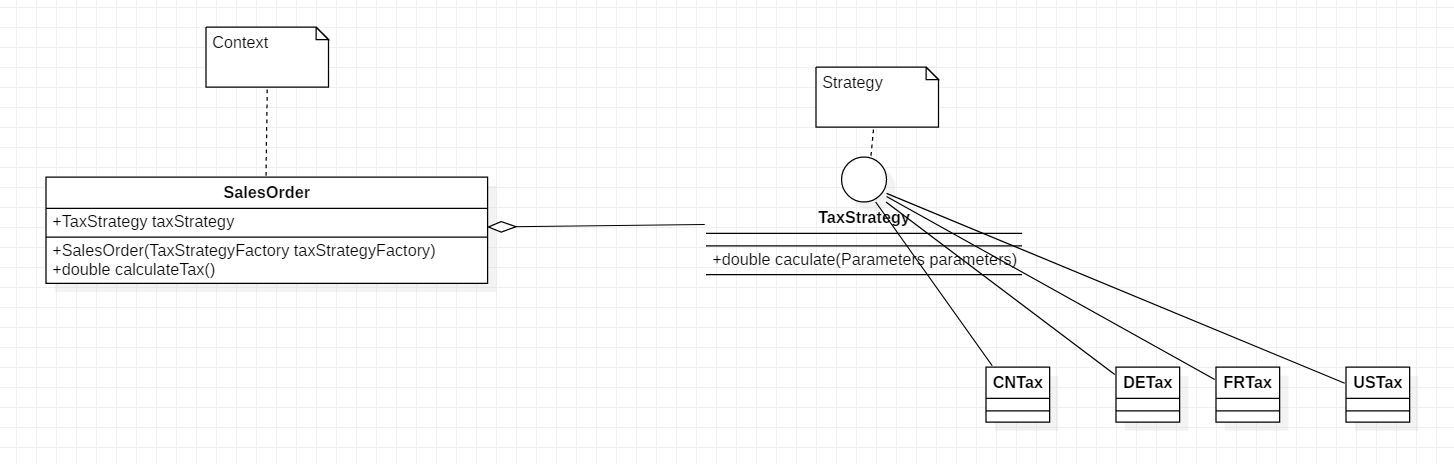 Context
Strategy
SalesOrder
+TaxStrategy taxStrategy
+SalesOrder(TaxStrategyFactory taxStrategyFactory)
+double calculateTax()
TaxStrategy
+double caculate(Parameters parameters)
CNTax
DETax
FRTax
USTax